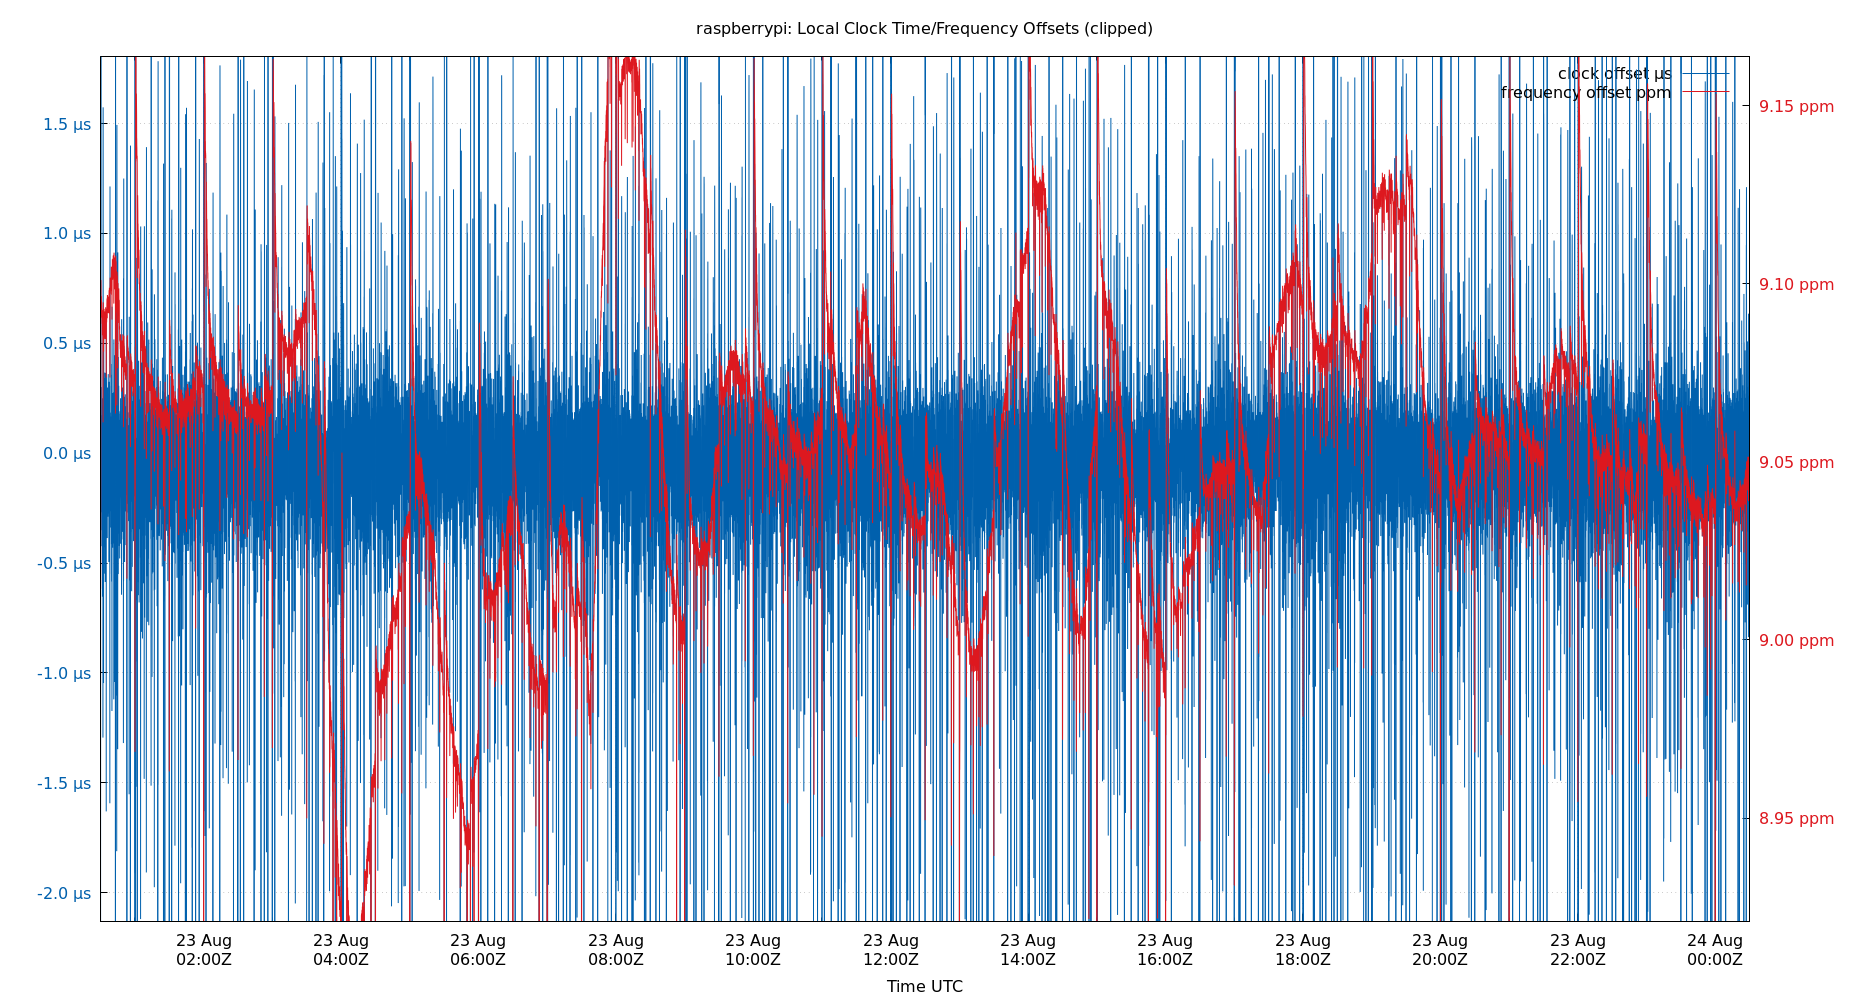 raspberrypi: Local Clock Time/Frequency Offsets (clipped)
clock offset µs
frequency offset ppm
1.5 µs
1.0 µs
0.5 µs
0.0 µs
-0.5 µs
-1.0 µs
-1.5 µs
-2.0 µs
9.15 ppm
9.10 ppm
9.05 ppm
9.00 ppm
8.95 ppm
23 Aug 23 Aug 23 Aug 23 Aug 23 Aug 23 Aug 23 Aug 23 Aug 23 Aug 23 Aug 23 Aug 24 Aug
02:00Z 04:00Z 06:00Z 08:00Z 10:00Z 12:00Z 14:00Z 16:00Z 18:00Z 20:00Z 22:00Z 00:00Z
Time UTC